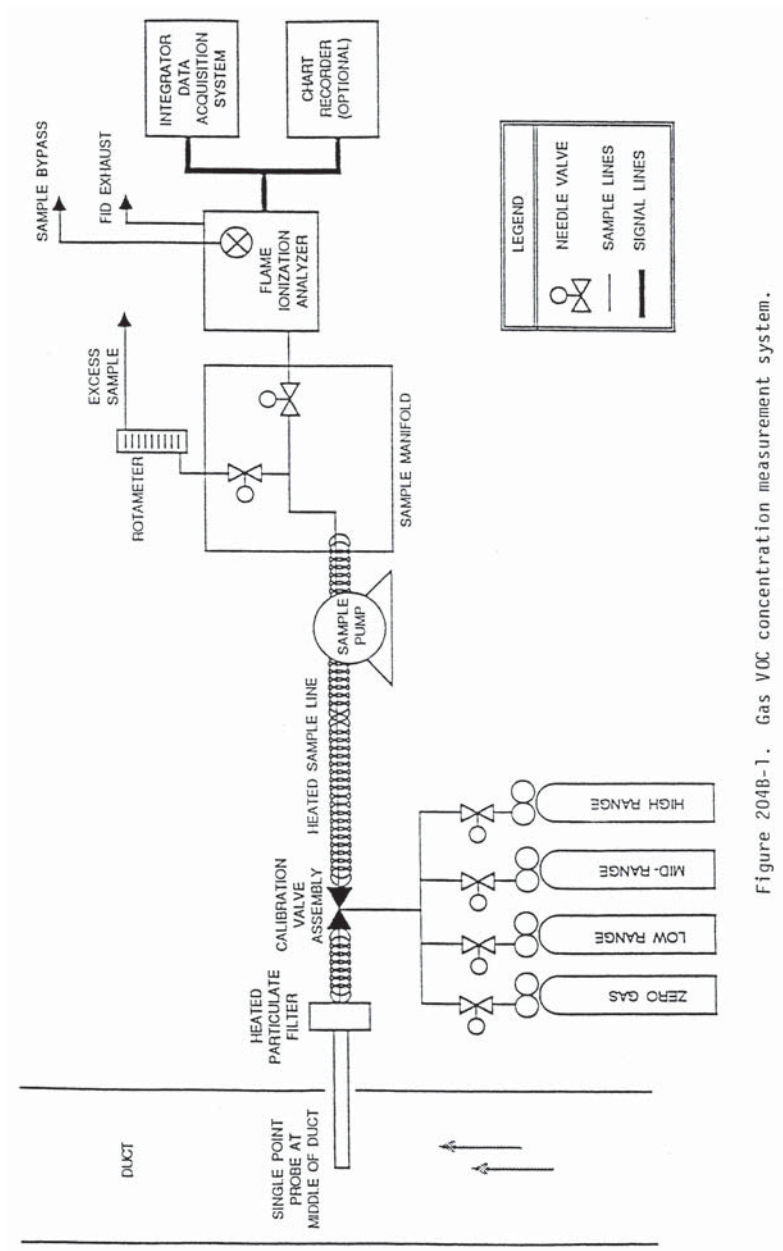 DUCT
SINGLE POINT
PROBE AT
MIDDLE OF DUCT
HEATED
PARTICULATE
FILTER
CALIBRATION
VALVE
ASSEMBLY
HEATED SAMPLE LINE
SAMPLE
PUMP
ROTAMETER
EXCESS
SAMPLE
SAMPLE MANIFOLD
SAMPLE BYPASS
FID EXHAUST
FLAME
IONIZATION
ANALYZER
INTEGRATOR
DATA
ACQUISITION
SYSTEM
CHART
RECORDER
(OPTIONAL)
ZERO GAS
LOW RANGE
MID-RANGE
HIGH RANGE
LEGEND
NEEDLE VALVE
SAMPLE LINES
SIGNAL LINES
Figure 204B-1. Gas VOC concentration measurement system.